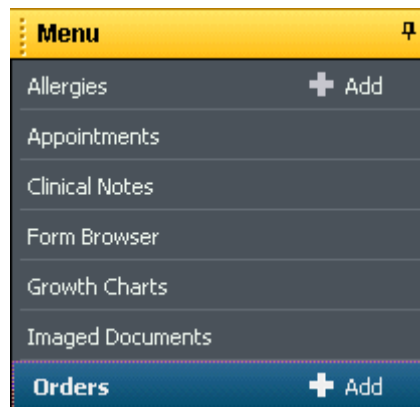 Menu
Allergies + Add
Appointments
Clinical Notes
Form Browser
Growth Charts
Imaged Documents
Orders + Add